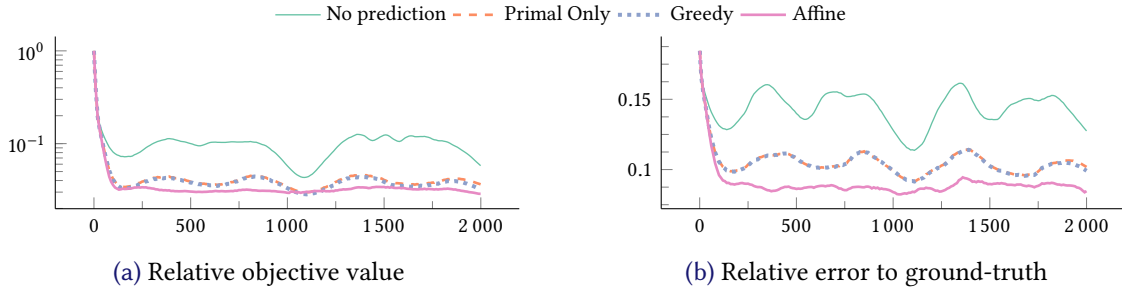 No prediction Primal Only Greedy Affine
10^0
10^-1
0 500 1 000 1 500 2 000
(a) Relative objective value
0.15
0.1
0 500 1 000 1 500 2 000
(b) Relative error to ground-truth